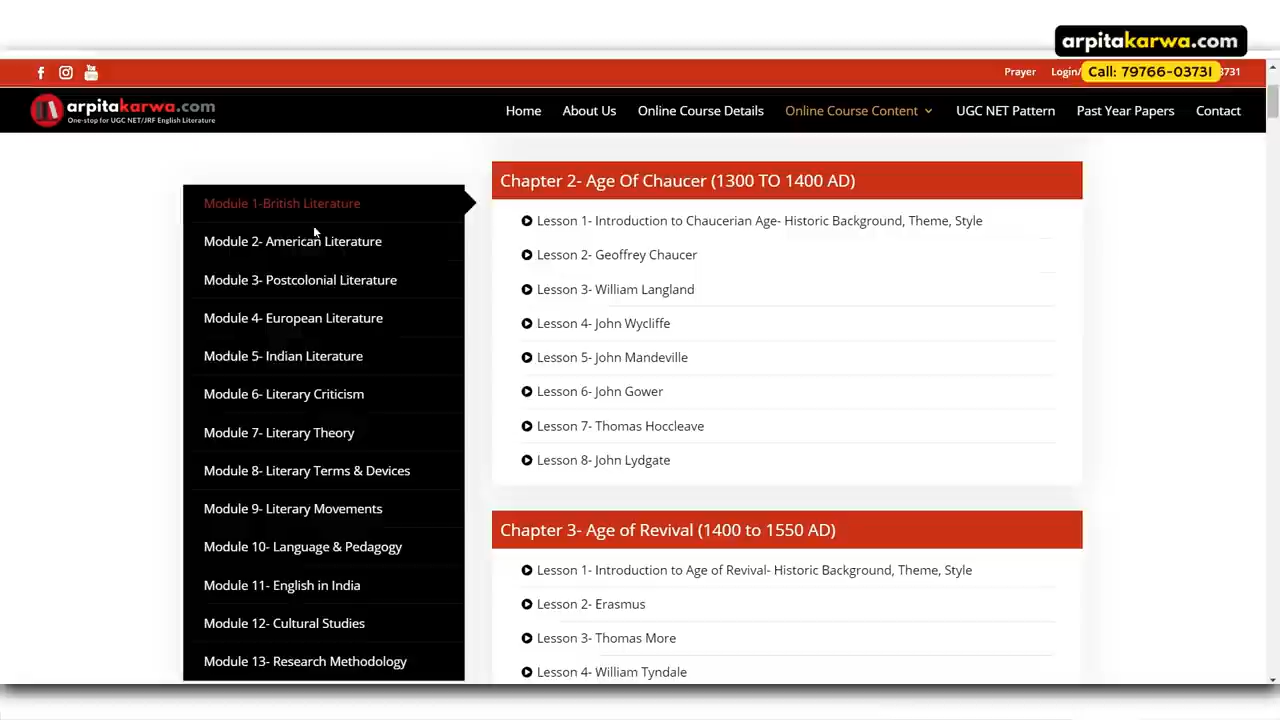 arpitakarwa.com
Prayer Login/ 3731
Call: 79766-03731
arpitakarwa.com
One-stop for UGC NET/JRF English Literature
Home About Us Online Course Details Online Course Content UGC NET Pattern Past Year Papers Contact
Module 1-British Literature
Module 2- American Literature
Module 3- Postcolonial Literature
Module 4- European Literature
Module 5- Indian Literature
Module 6- Literary Criticism
Module 7- Literary Theory
Module 8- Literary Terms & Devices
Module 9- Literary Movements
Module 10- Language & Pedagogy
Module 11- English in India
Module 12- Cultural Studies
Module 13- Research Methodology
Chapter 2- Age Of Chaucer (1300 TO 1400 AD)
Lesson 1- Introduction to Chaucerian Age- Historic Background, Theme, Style
Lesson 2- Geoffrey Chaucer
Lesson 3- William Langland
Lesson 4- John Wycliffe
Lesson 5- John Mandeville
Lesson 6- John Gower
Lesson 7- Thomas Hoccleave
Lesson 8- John Lydgate
Chapter 3- Age of Revival (1400 to 1550 AD)
Lesson 1- Introduction to Age of Revival- Historic Background, Theme, Style
Lesson 2- Erasmus
Lesson 3- Thomas More
Lesson 4- William Tyndale